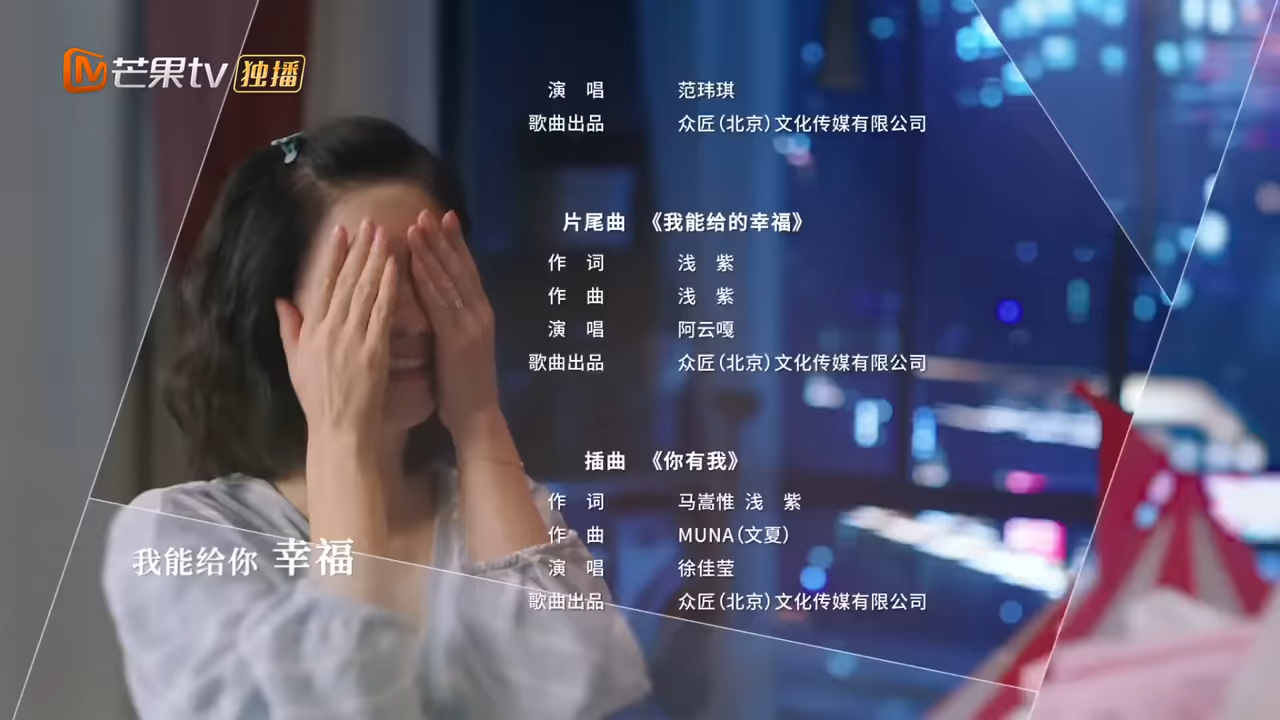 芒果tv 独播
演 唱 范玮琪
歌曲出品 众匠(北京)文化传媒有限公司
片尾曲 《我能给的幸福》
作 词 浅 紫
作 曲 浅 紫
演 唱 阿云嘎
歌曲出品 众匠(北京)文化传媒有限公司
插曲 《你有我》
作 词 马嵩惟 浅 紫
作 曲 MUNA(文夏)
演 唱 徐佳莹
歌曲出品 众匠(北京)文化传媒有限公司
我能给你 幸福